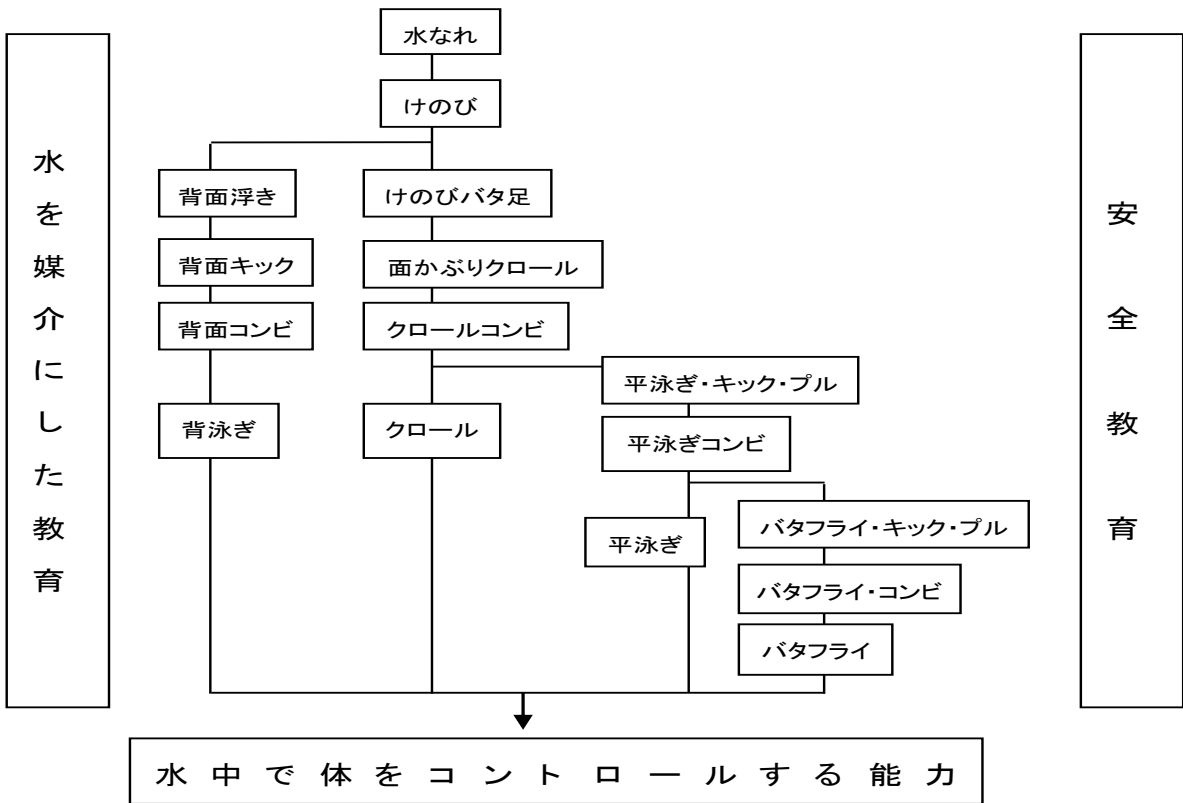 水なれ
けのび
水を媒介にした教育
安全教育
背面浮き
けのびバタ足
背面キック
面かぶりクロール
背面コンビ
クロールコンビ
平泳ぎ・キック・プル
背泳ぎ
クロール
平泳ぎコンビ
平泳ぎ
バタフライ・キック・プル
バタフライ・コンビ
バタフライ
水中で体をコントロールする能力